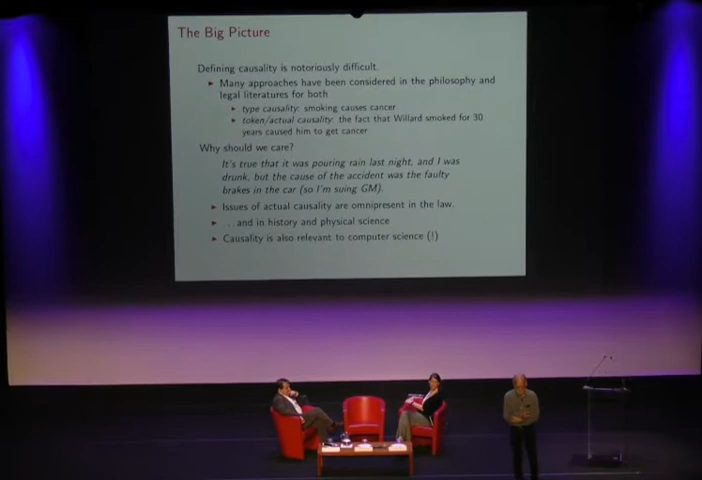 The Big Picture
Defining causality is notoriously difficult.
► Many approaches have been considered in the philosophy and
legal literatures for both
► type causality: smoking causes cancer
► token/actual causality: the fact that Willard smoked for 30
years caused him to get cancer
Why should we care?
It's true that it was pouring rain last night, and I was
drunk, but the cause of the accident was the faulty
brakes in the car (so I'm suing GM).
► Issues of actual causality are omnipresent in the law.
► ...and in history and physical science
► Causality is also relevant to computer science (!)